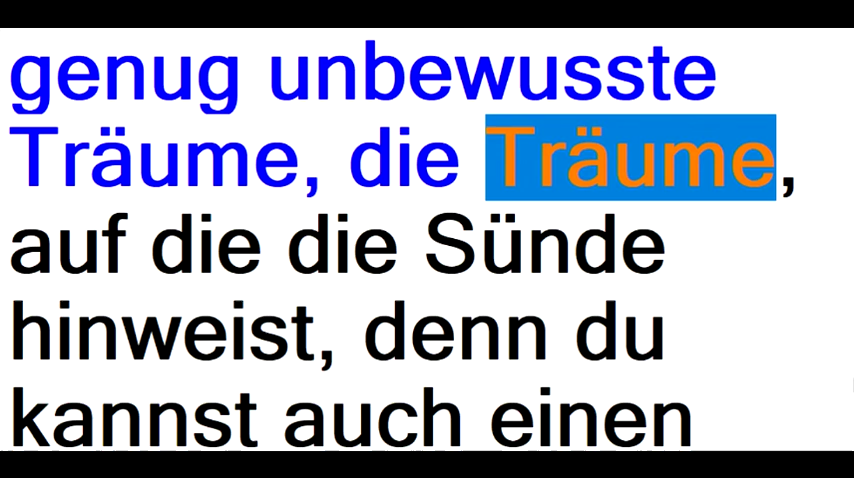 genug unbewusste
Träume, die Träume,
auf die die Sünde
hinweist, denn du
kannst auch einen